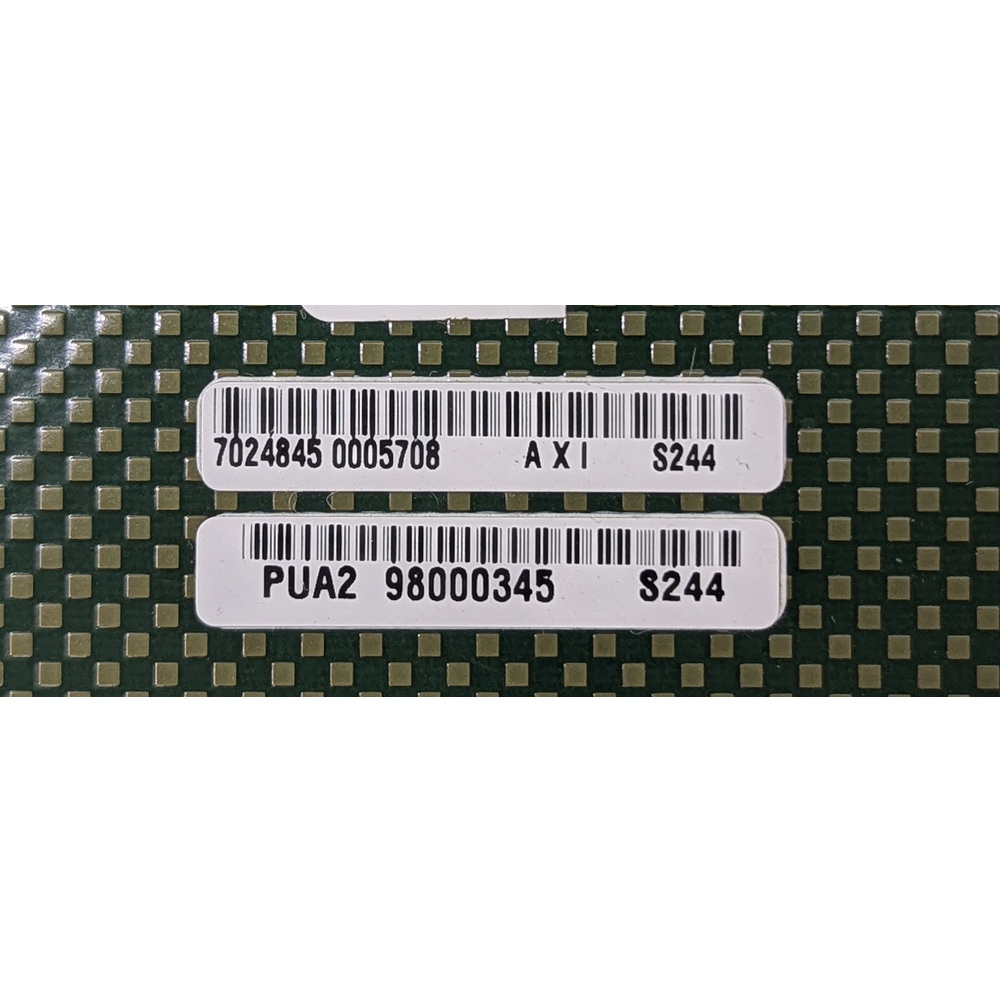 7024845 0005708 A X I S244
PUA2 98000345 S244